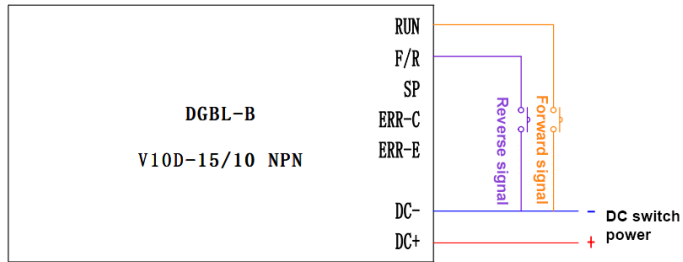 RUN
F/R
SP
DGBL-B
ERR-C
V10D-15/10 NPN
ERR-E
Reverse signal
Forward signal
DC-
- DC switch
power
DC+
+